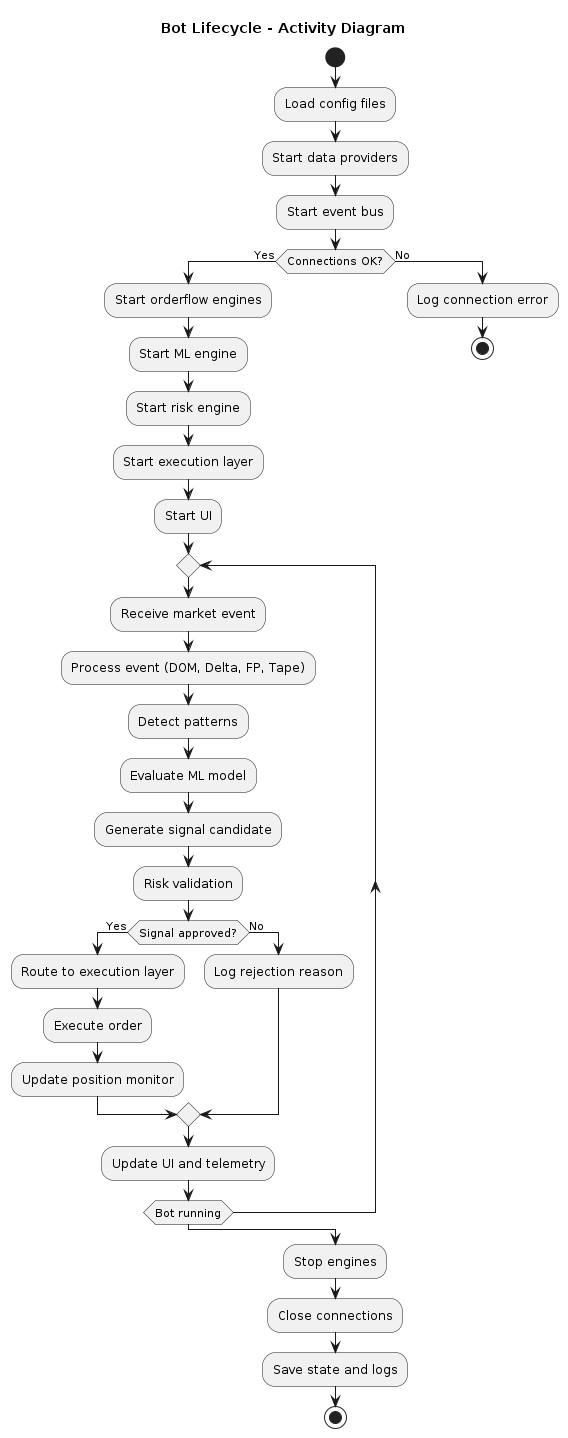 Bot Lifecycle - Activity Diagram
Load config files
Start data providers
Start event bus
Connections OK?
Yes
No
Start orderflow engines
Log connection error
Start ML engine
Start risk engine
Start execution layer
Start UI
Receive market event
Process event (DOM, Delta, FP, Tape)
Detect patterns
Evaluate ML model
Generate signal candidate
Risk validation
Signal approved?
Yes
No
Route to execution layer
Log rejection reason
Execute order
Update position monitor
Update UI and telemetry
Bot running
Stop engines
Close connections
Save state and logs